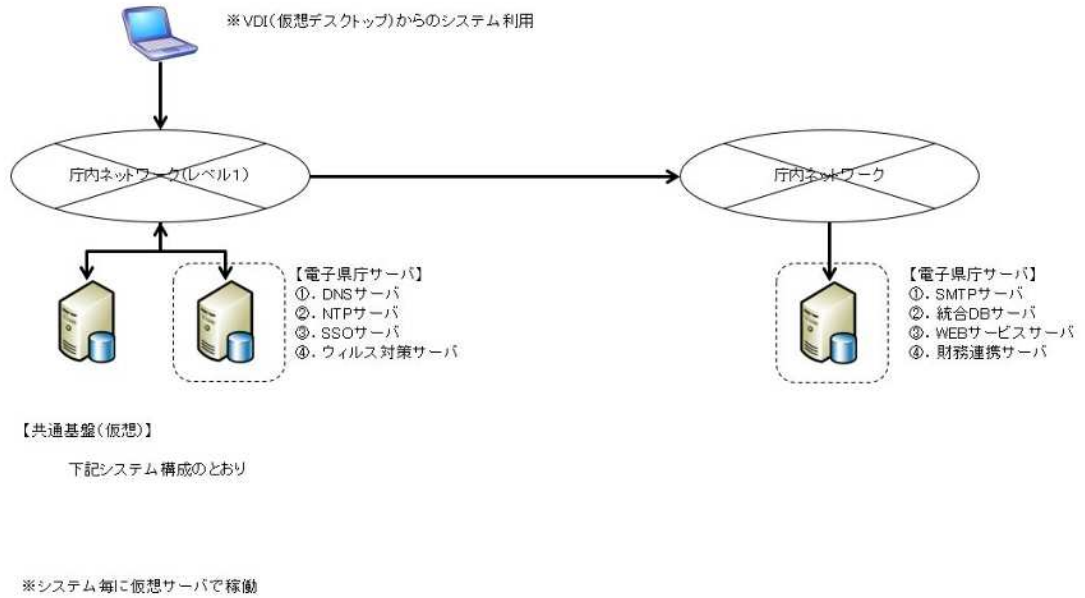 ※VDI(仮想デスクトップ)からのシステム利用
庁内ネットワーク(レベル1)
庁内ネットワーク
【電子県庁サーバ】
①．DNSサーバ
②．NTPサーバ
③．SSOサーバ
④．ウィルス対策サーバ
【電子県庁サーバ】
①．SMTPサーバ
②．統合DBサーバ
③．WEBサービスサーバ
④．財務連携サーバ
【共通基盤(仮想)】
下記システム構成のとおり
※システム毎に仮想サーバで稼働